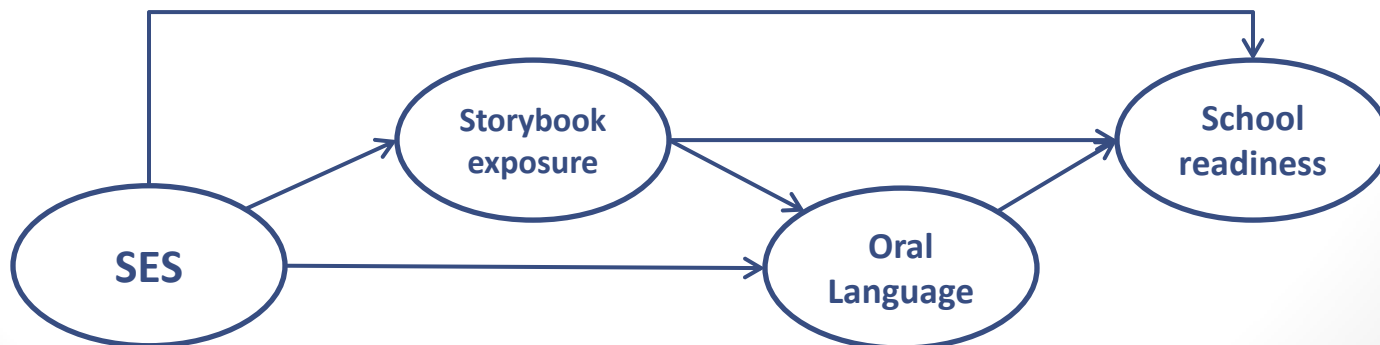 Storybook
exposure
School
readiness
SES
Oral
Language